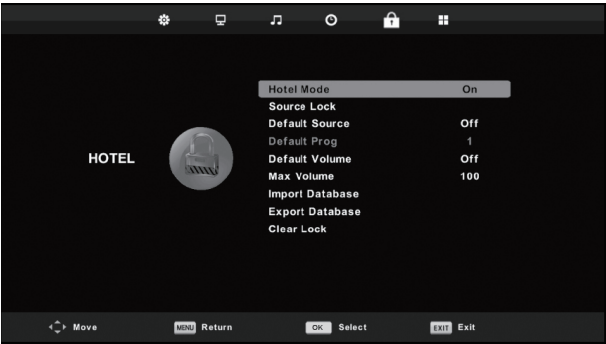 Hotel Mode On
Source Lock
Default Source Off
Default Prog 1
HOTEL
Default Volume Off
Max Volume 100
Import Database
Export Database
Clear Lock
Move MENU Return OK Select EXIT Exit